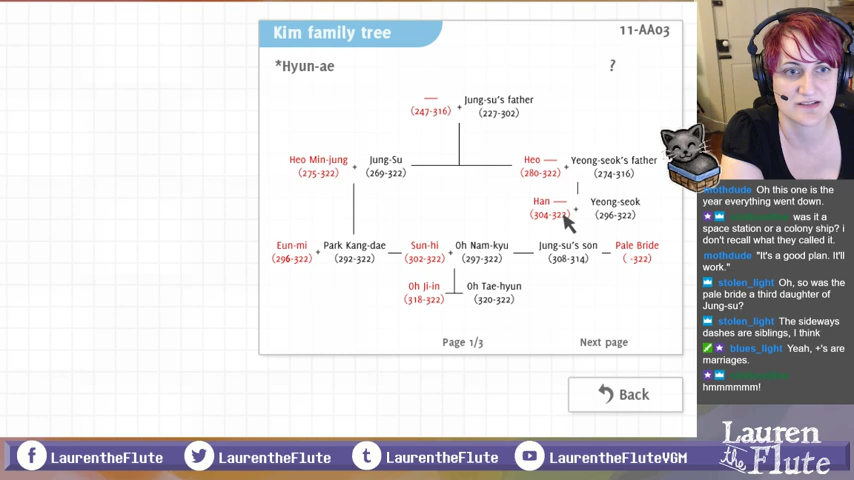 Kim family tree
11-AA03
*Hyun-ae
?
— Jung-su's father
(247-316) + (227-302)
Heo Min-jung Jung-Su Heo — Yeong-seok's father
(275-322) + (269-322) (280-322) + (274-316)
Han — Yeong-seok
(304-322) + (296-322)
Eun-mi Park Kang-dae Sun-hi Oh Nam-kyu Jung-su's son Pale Bride
(296-322) + (292-322) — (302-322) + (297-322) — (308-314) — ( -322)
Oh Ji-in Oh Tae-hyun
(318-322) (320-322)
Page 1/3
Next page
Back
mothdude Oh this one is the
year everything went down.
was it a
space station or a colony ship? i
don't recall what they called it.
mothdude "It's a good plan. It'll
work."
stolen_light Oh, so was the
pale bride a third daughter of
Jung-su?
stolen_light The sideways
dashes are siblings, I think
blues_light Yeah, +'s are
marriages.
hmmmmmm!
Lauren
the Flute
LaurentheFlute
LaurentheFlute
LaurentheFlute
LaurentheFluteVGM